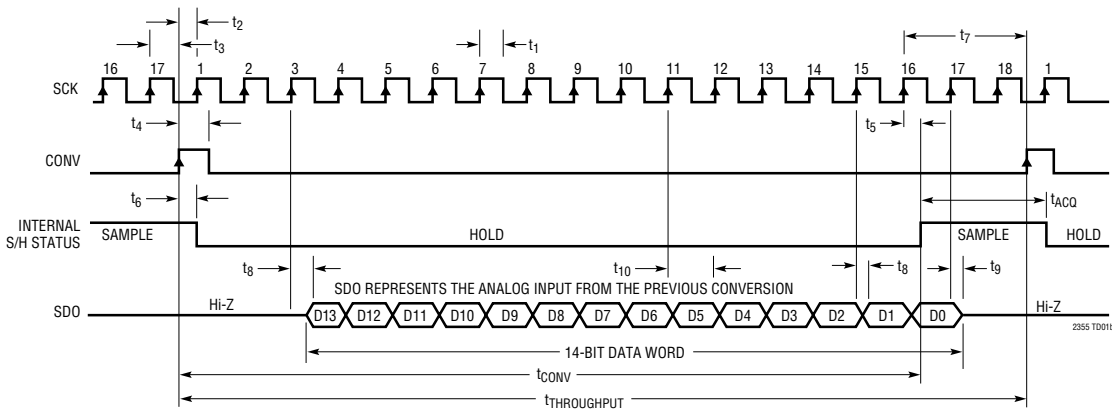 t2
t3
t1
t7
16 17 1 2 3 4 5 6 7 8 9 10 11 12 13 14 15 16 17 18 1
SCK
t4
t5
CONV
t6
tACQ
INTERNAL
S/H STATUS
SAMPLE
HOLD
SAMPLE
HOLD
t8
t10
t8
t9
SDO REPRESENTS THE ANALOG INPUT FROM THE PREVIOUS CONVERSION
SDO
Hi-Z
D13 D12 D11 D10 D9 D8 D7 D6 D5 D4 D3 D2 D1 D0
Hi-Z
2355 TD01b
14-BIT DATA WORD
tCONV
tTHROUGHPUT